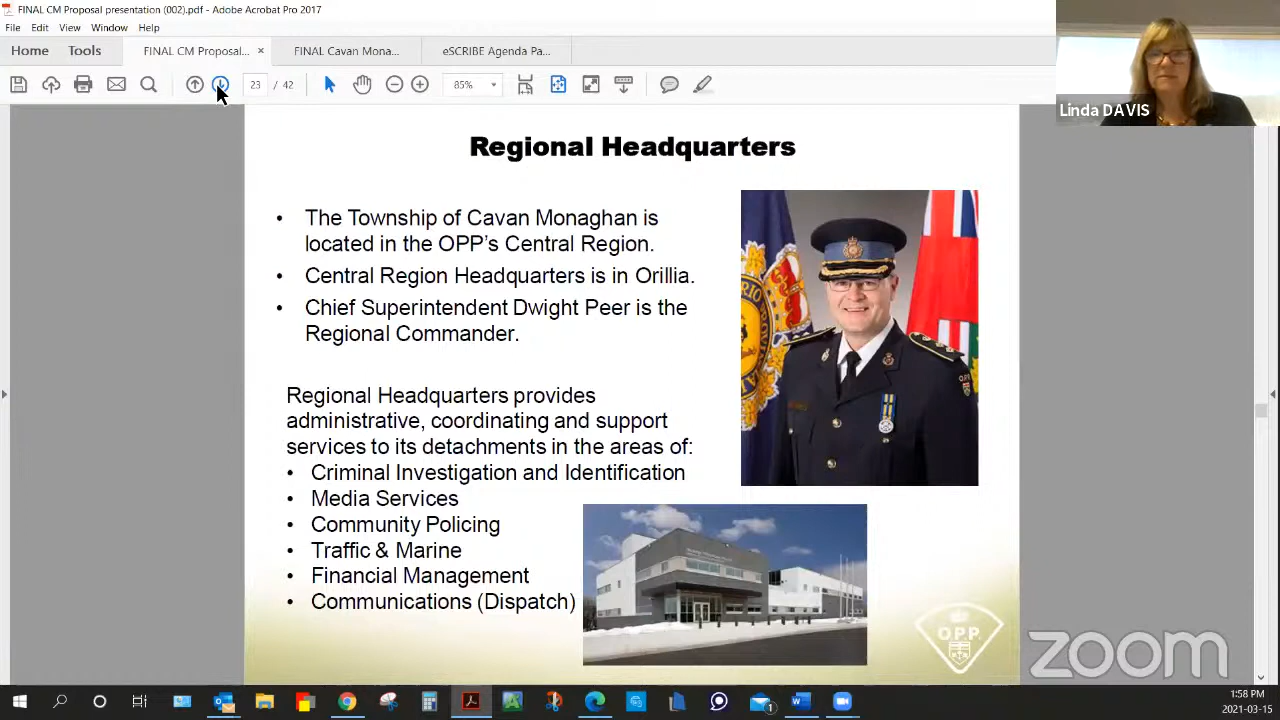 FINAL CM Proposal presentation (002).pdf - Adobe Acrobat Pro 2017
File Edit View Window Help
Home Tools FINAL CM Proposal... × FINAL Cavan Mona... eSCRIBE Agenda Pa...
23 / 42 85%
Linda DAVIS
Regional Headquarters
• The Township of Cavan Monaghan is
located in the OPP's Central Region.
• Central Region Headquarters is in Orillia.
• Chief Superintendent Dwight Peer is the
Regional Commander.
Regional Headquarters provides
administrative, coordinating and support
services to its detachments in the areas of:
• Criminal Investigation and Identification
• Media Services
• Community Policing
• Traffic & Marine
• Financial Management
• Communications (Dispatch)
O.P.P.
zoom
1:58 PM
2021-03-15